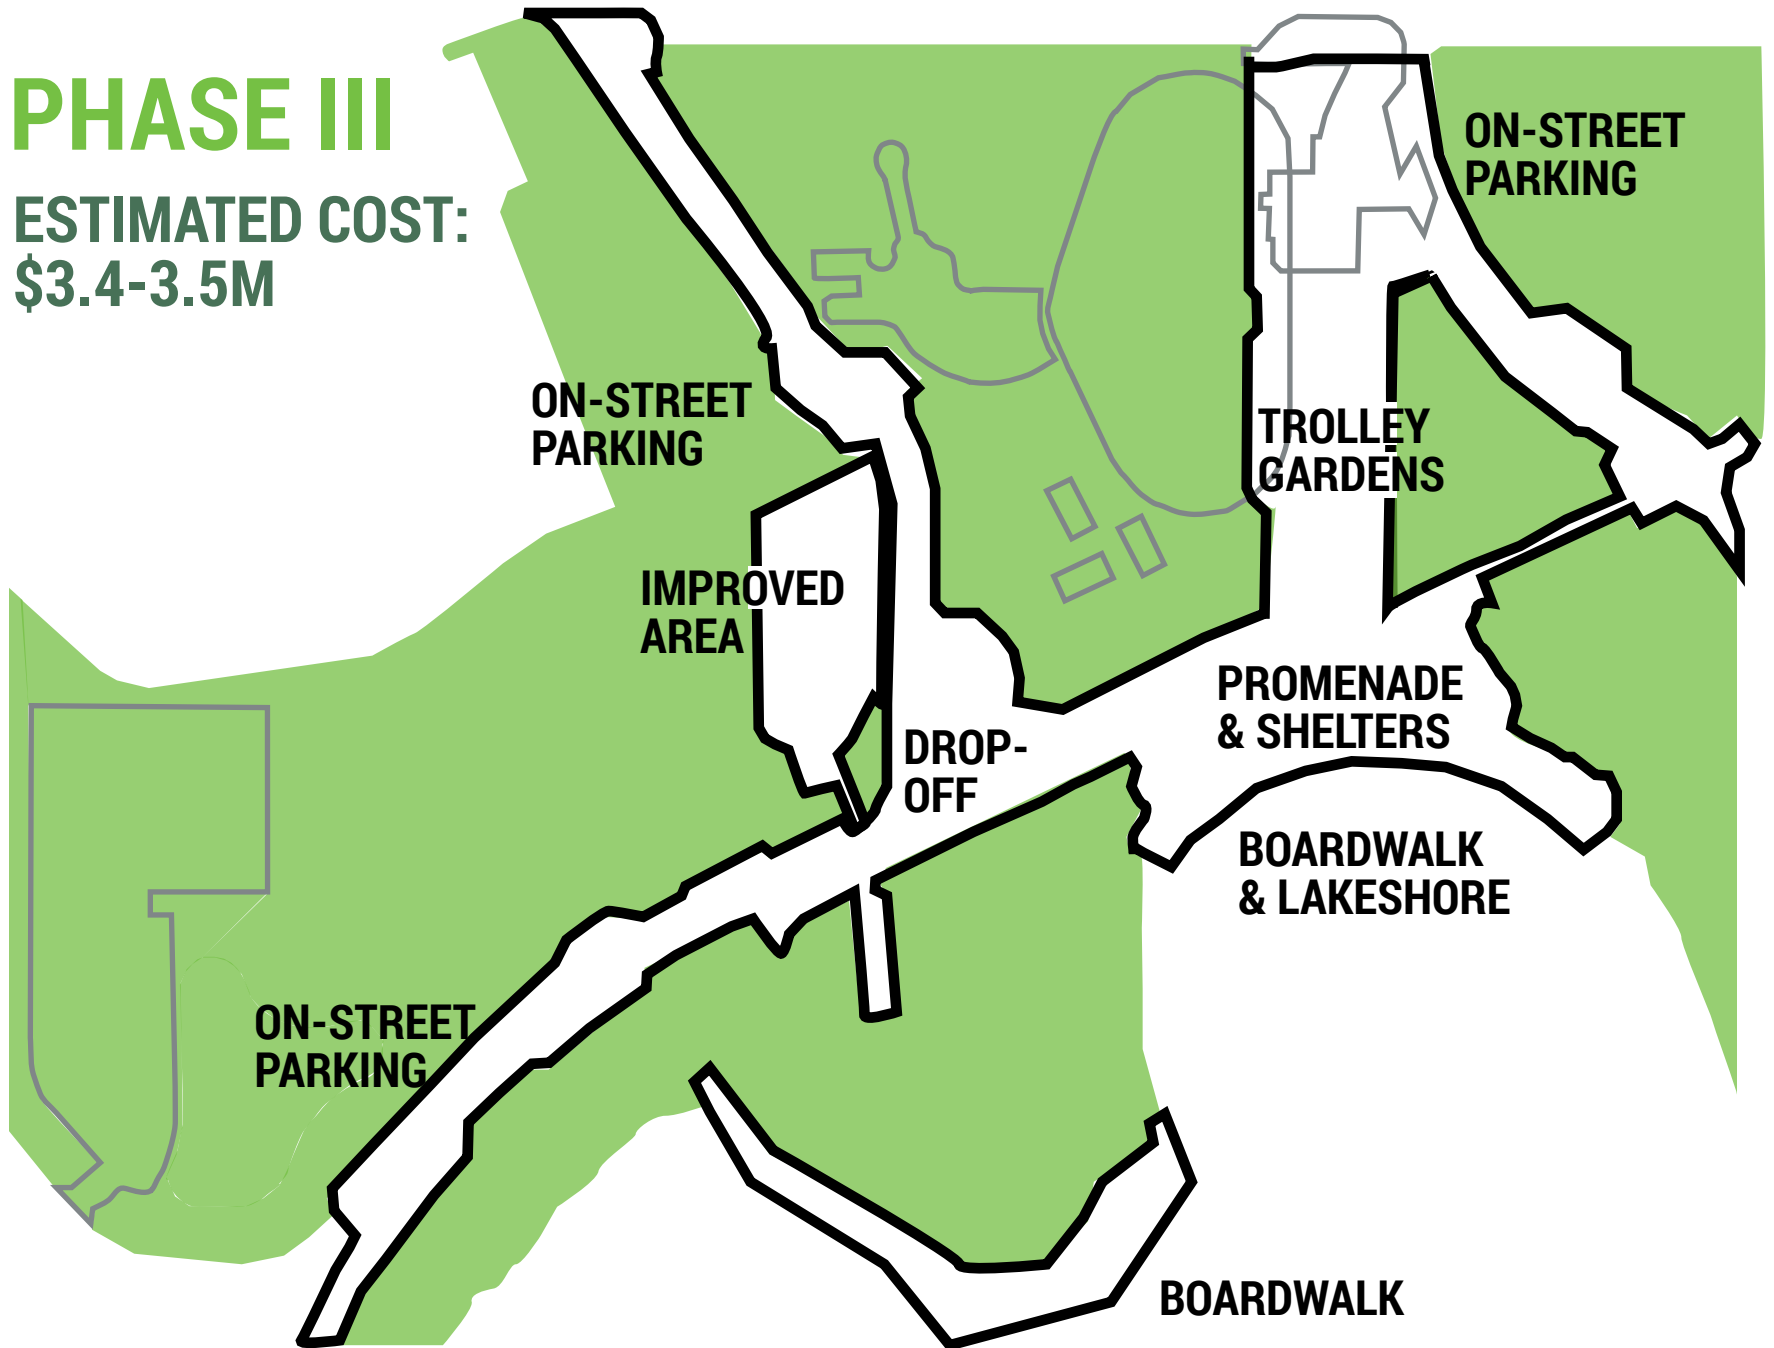 PHASE III
ESTIMATED COST:
$3.4-3.5M
ON-STREET
PARKING
ON-STREET
PARKING
TROLLEY
GARDENS
IMPROVED
AREA
PROMENADE
& SHELTERS
DROP-
OFF
BOARDWALK
& LAKESHORE
ON-STREET
PARKING
BOARDWALK